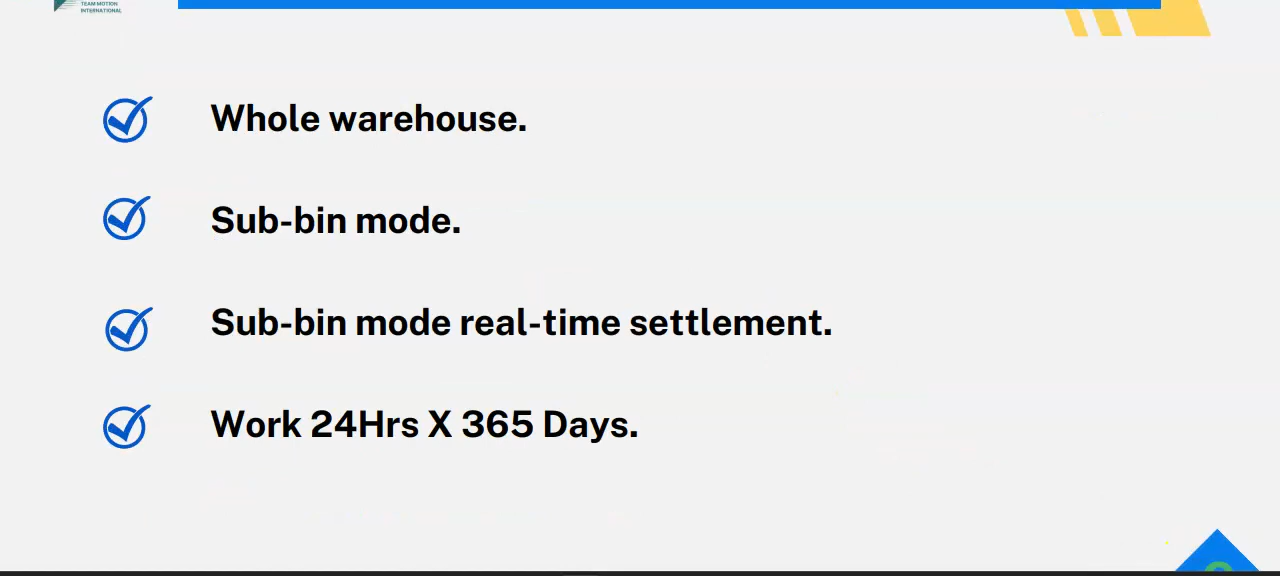 TEAM MOTION
INTERNATIONAL
Whole warehouse.
Sub-bin mode.
Sub-bin mode real-time settlement.
Work 24Hrs X 365 Days.